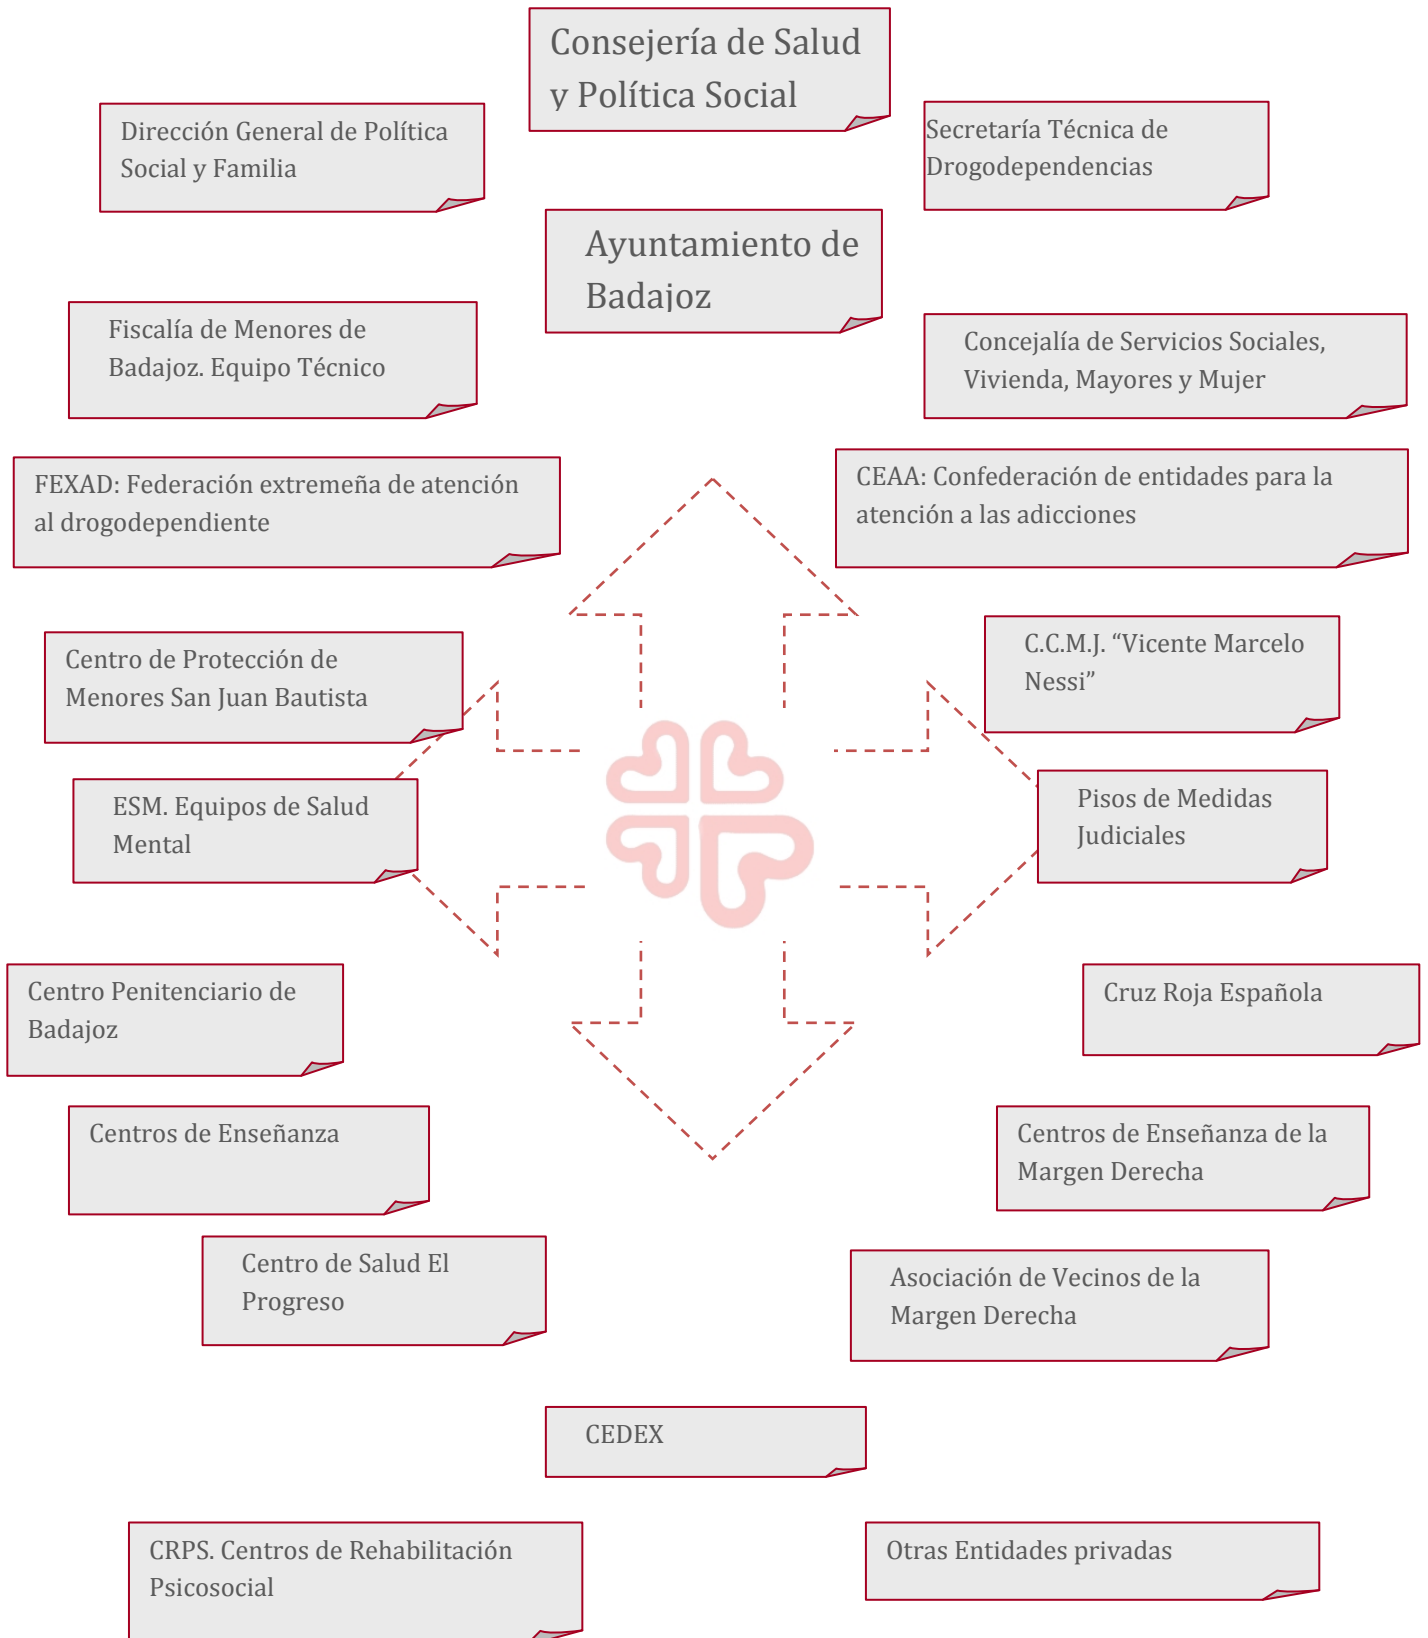 Consejería de Salud
y Política Social
Dirección General de Política
Social y Familia
Secretaría Técnica de
Drogodependencias
Ayuntamiento de
Badajoz
Fiscalía de Menores de
Badajoz. Equipo Técnico
Concejalía de Servicios Sociales,
Vivienda, Mayores y Mujer
FEXAD: Federación extremeña de atención
al drogodependiente
CEAA: Confederación de entidades para la
atención a las adicciones
Centro de Protección de
Menores San Juan Bautista
C.C.M.J. “Vicente Marcelo
Nessi”
ESM. Equipos de Salud
Mental
Pisos de Medidas
Judiciales
Centro Penitenciario de
Badajoz
Cruz Roja Española
Centros de Enseñanza
Centros de Enseñanza de la
Margen Derecha
Centro de Salud El
Progreso
Asociación de Vecinos de la
Margen Derecha
CEDEX
CRPS. Centros de Rehabilitación
Psicosocial
Otras Entidades privadas